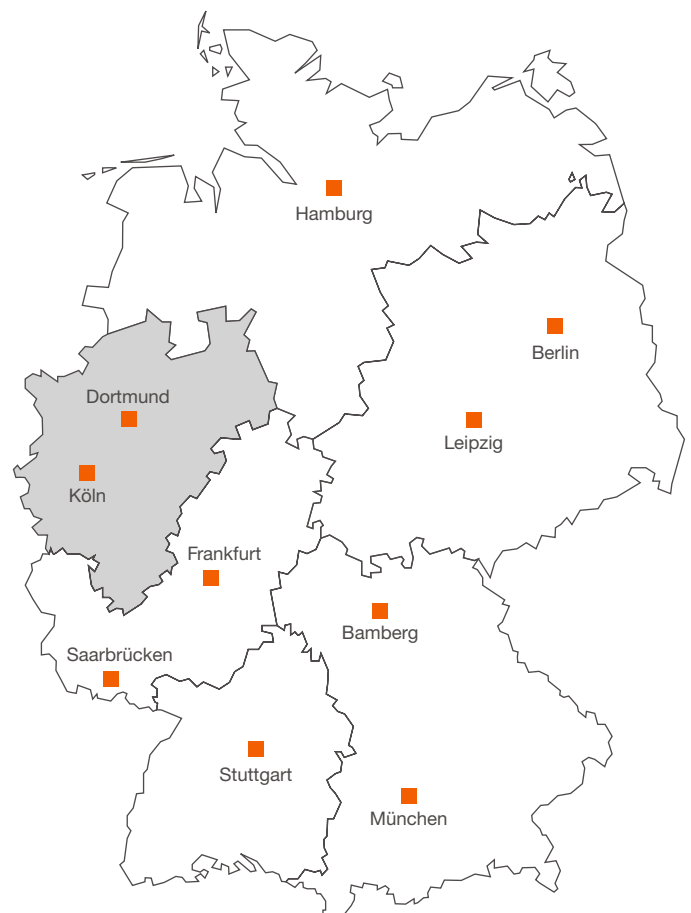 Hamburg
Berlin
Dortmund
Leipzig
Köln
Frankfurt
Bamberg
Saarbrücken
Stuttgart
München